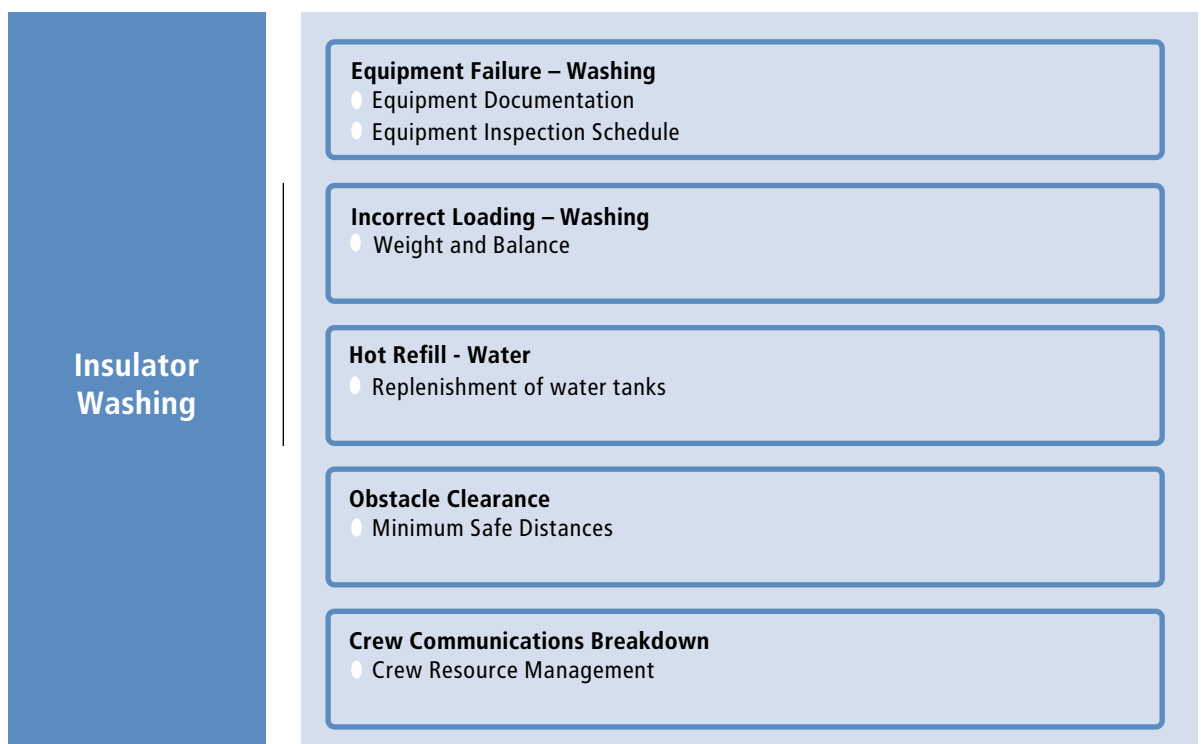 Insulator
Washing
Equipment Failure – Washing
Equipment Documentation
Equipment Inspection Schedule
Incorrect Loading – Washing
Weight and Balance
Hot Refill - Water
Replenishment of water tanks
Obstacle Clearance
Minimum Safe Distances
Crew Communications Breakdown
Crew Resource Management